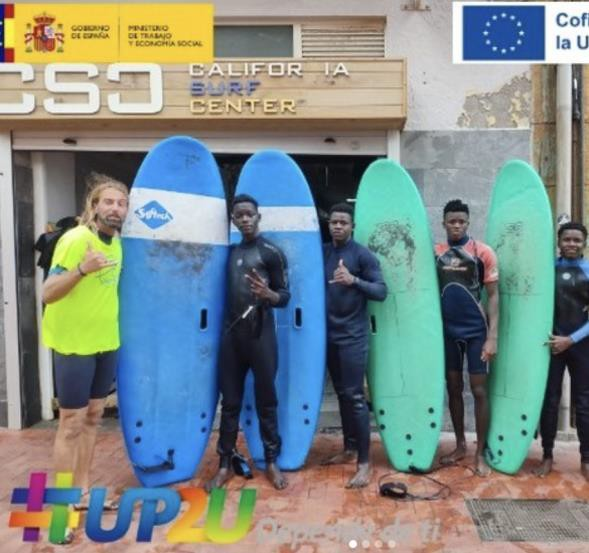 GOBIERNO
DE ESPAÑA
MINISTERIO
DE TRABAJO
Y ECONOMÍA SOCIAL
Cofi
la U
CSC
CALIFOR IA
SURF
CENTER
Softech
#UP2U
Depende de ti